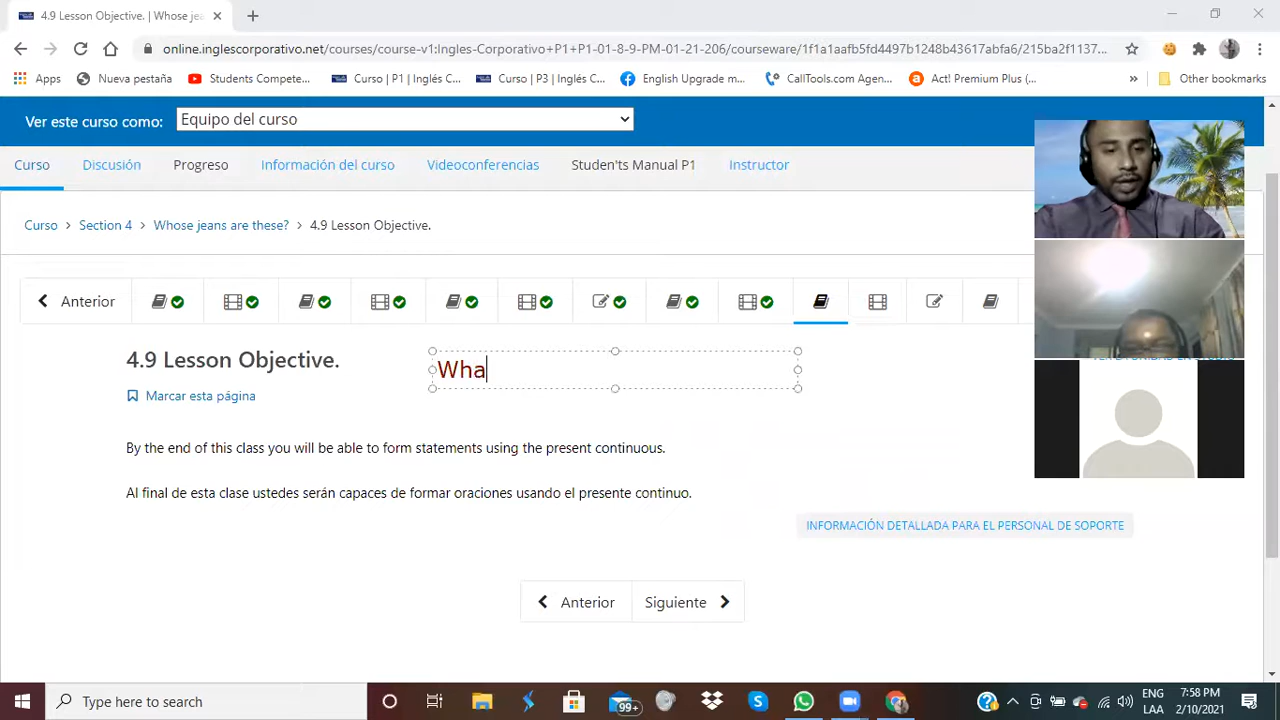 4.9 Lesson Objective. | Whose je
online.inglescorporativo.net/courses/course-v1:Ingles-Corporativo+P1+P1-01-8-9-PM-01-21-206/courseware/1f1a1aafb5fd4497b1248b43617abfa6/215ba2f1137...
Apps Nueva pestaña Students Compete... Curso | P1 | Inglés C... Curso | P3 | Inglés C... English Upgrade m... CallTools.com Agen... Act! Premium Plus (... » Other bookmarks
Ver este curso como: Equipo del curso
Curso Discusión Progreso Información del curso Videoconferencias Studen'ts Manual P1 Instructor
Curso > Section 4 > Whose jeans are these? > 4.9 Lesson Objective.
Anterior
4.9 Lesson Objective.
Wha
VER LA UNIDAD EN STUDIO
Marcar esta página
By the end of this class you will be able to form statements using the present continuous.
Al final de esta clase ustedes serán capaces de formar oraciones usando el presente continuo.
INFORMACIÓN DETALLADA PARA EL PERSONAL DE SOPORTE
Anterior Siguiente
Type here to search
99+
ENG
LAA
7:58 PM
2/10/2021